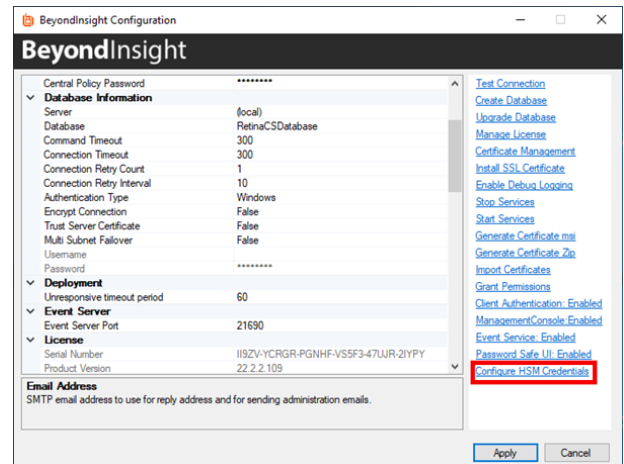 BeyondInsight Configuration
BeyondInsight
Central Policy Password ********
Database Information
Server (local)
Database RetinaCSDatabase
Command Timeout 300
Connection Timeout 300
Connection Retry Count 1
Connection Retry Interval 10
Authentication Type Windows
Encrypt Connection False
Trust Server Certificate False
Multi Subnet Failover False
Username
Password ********
Deployment
Unresponsive timeout period 60
Event Server
Event Server Port 21690
License
Serial Number II9ZV-YCRGR-PGNHF-VS5F3-47UJR-2IYPY
Product Version 22.2.2.109
Email Address
SMTP email address to use for reply address and for sending administration emails.
Test Connection
Create Database
Upgrade Database
Manage License
Certificate Management
Install SSL Certificate
Enable Debug Logging
Stop Services
Start Services
Generate Certificate msi
Generate Certificate Zip
Import Certificates
Grant Permissions
Client Authentication: Enabled
ManagementConsole:Enabled
Event Service: Enabled
Password Safe UI: Enabled
Configure HSM Credentials
Apply
Cancel